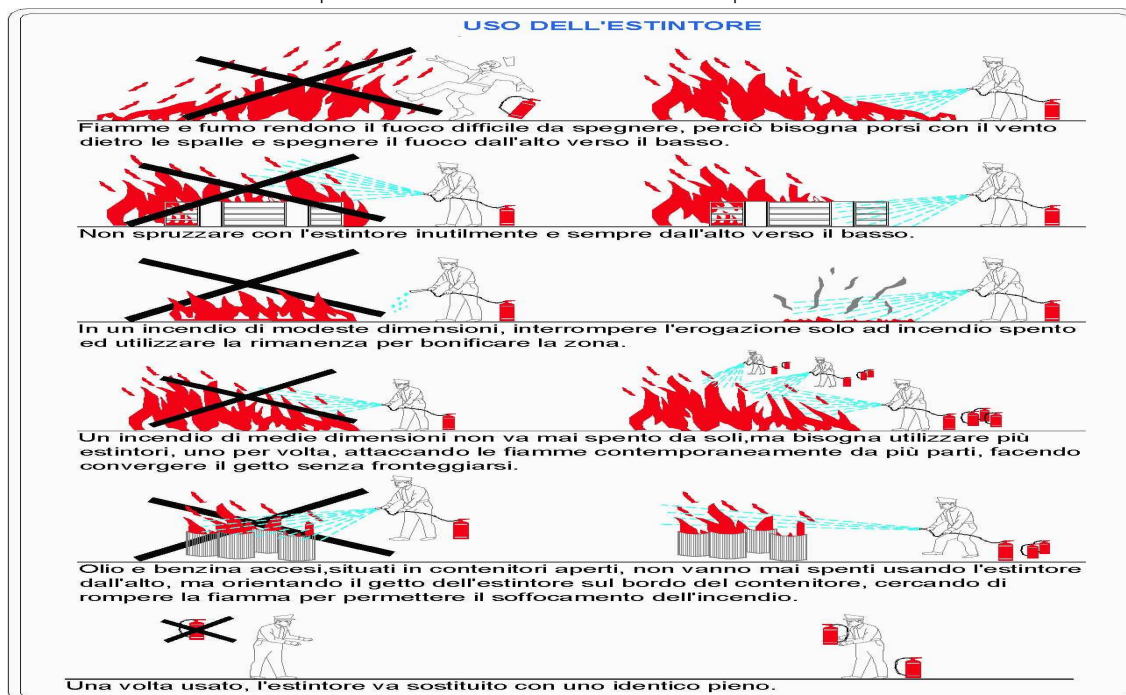 USO DELL'ESTINTORE
Fiamme e fumo rendono il fuoco difficile da spegnere, perciò bisogna porsi con il vento
dietro le spalle e spegnere il fuoco dall'alto verso il basso.
Non spruzzare con l'estintore inutilmente e sempre dall'alto verso il basso.
In un incendio di modeste dimensioni, interrompere l'erogazione solo ad incendio spento
ed utilizzare la rimanenza per bonificare la zona.
Un incendio di medie dimensioni non va mai spento da soli,ma bisogna utilizzare più
estintori, uno per volta, attaccando le fiamme contemporaneamente da più parti, facendo
convergere il getto senza fronteggiarsi.
Olio e benzina accesi,situati in contenitori aperti, non vanno mai spenti usando l'estintore
dall'alto, ma orientando il getto dell'estintore sul bordo del contenitore, cercando di
rompere la fiamma per permettere il soffocamento dell'incendio.
Una volta usato, l'estintore va sostituito con uno identico pieno.